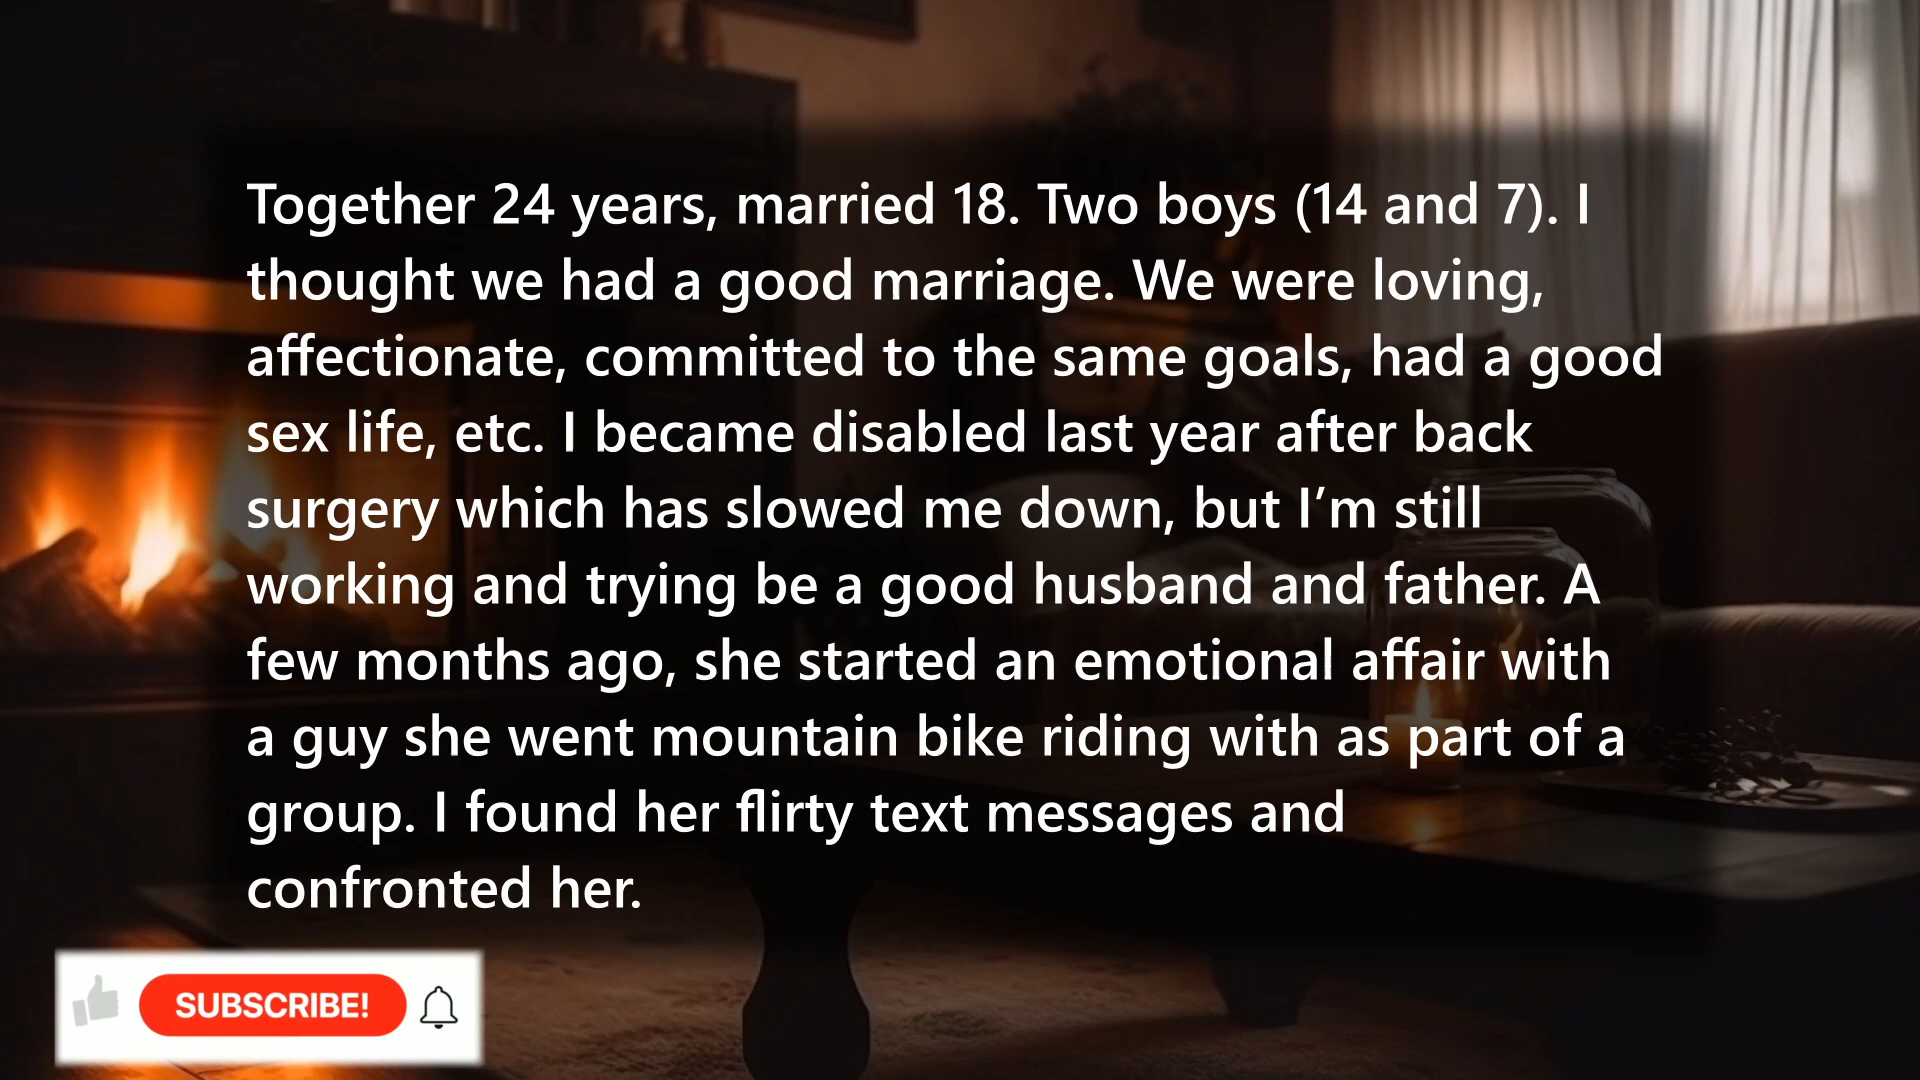 Together 24 years, married 18. Two boys (14 and 7). I
thought we had a good marriage. We were loving,
affectionate, committed to the same goals, had a good
sex life, etc. I became disabled last year after back
surgery which has slowed me down, but I’m still
working and trying be a good husband and father. A
few months ago, she started an emotional affair with
a guy she went mountain bike riding with as part of a
group. I found her flirty text messages and
confronted her.
SUBSCRIBE!